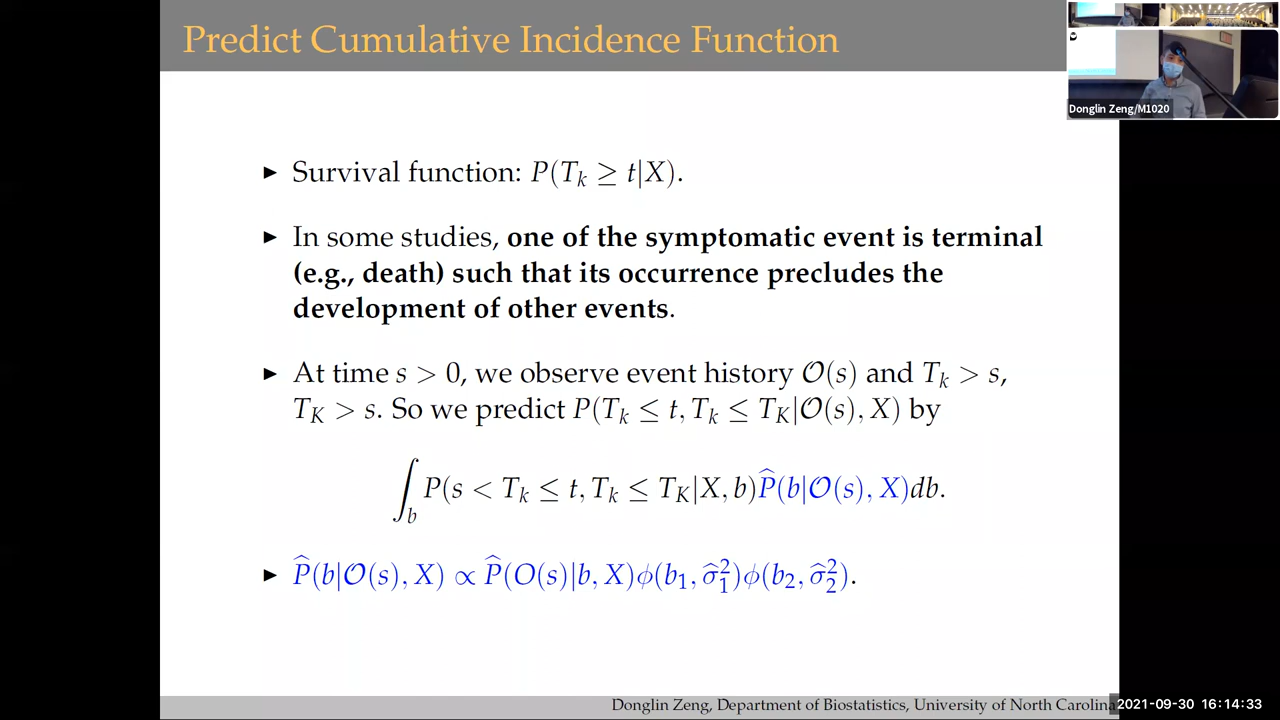 Predict Cumulative Incidence Function
Donglin Zeng/M1020
▶ Survival function: P(T_k ≥ t|X).
▶ In some studies, one of the symptomatic event is terminal
(e.g., death) such that its occurrence precludes the
development of other events.
▶ At time s > 0, we observe event history 𝒪(s) and T_k > s,
T_K > s. So we predict P(T_k ≤ t, T_k ≤ T_K|𝒪(s), X) by
∫_b P(s < T_k ≤ t, T_k ≤ T_K|X, b)P̂(b|𝒪(s), X)db.
▶ P̂(b|𝒪(s), X) ∝ P̂(O(s)|b, X)ϕ(b_1, σ̂_1^2)ϕ(b_2, σ̂_2^2).
Donglin Zeng, Department of Biostatistics, University of North Carolina
2021-09-30 16:14:33